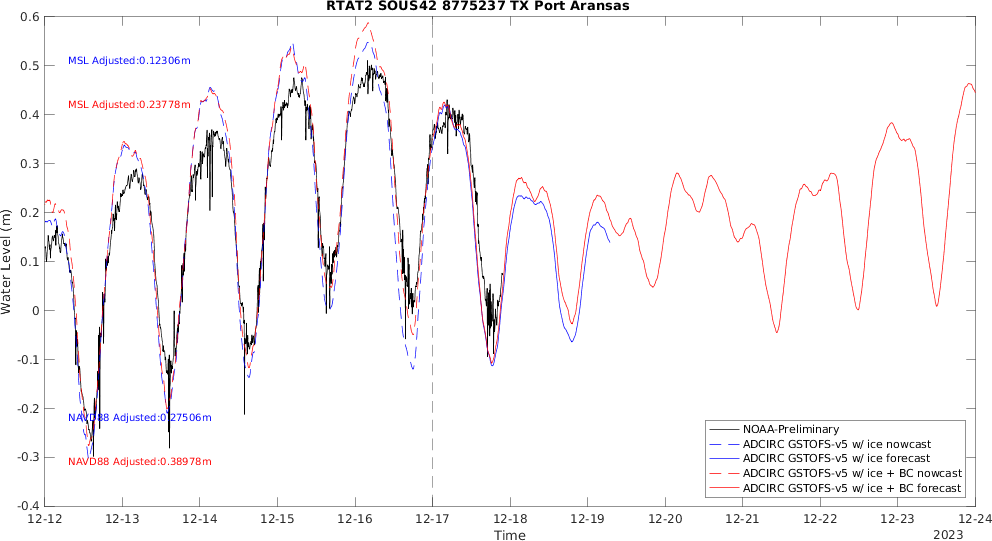 RTAT2 SOUS42 8775237 TX Port Aransas
0.6
0.5
0.4
0.3
0.2
0.1
0
-0.1
-0.2
-0.3
-0.4
Water Level (m)
MSL Adjusted:0.12306m
MSL Adjusted:0.23778m
NAVD88 Adjusted:0.27506m
NAVD88 Adjusted:0.38978m
NOAA-Preliminary
ADCIRC GSTOFS-v5 w/ ice nowcast
ADCIRC GSTOFS-v5 w/ ice forecast
ADCIRC GSTOFS-v5 w/ ice + BC nowcast
ADCIRC GSTOFS-v5 w/ ice + BC forecast
12-12 12-13 12-14 12-15 12-16 12-17 12-18 12-19 12-20 12-21 12-22 12-23 12-24
Time
2023